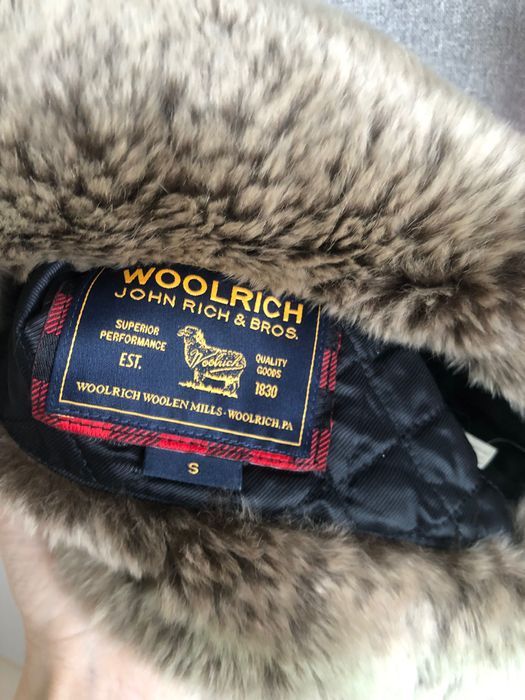 WOOLRICH
JOHN RICH & BROS.
SUPERIOR
PERFORMANCE
EST.
Woolrich
QUALITY
GOODS
1830
WOOLRICH WOOLEN MILLS · WOOLRICH, PA
S